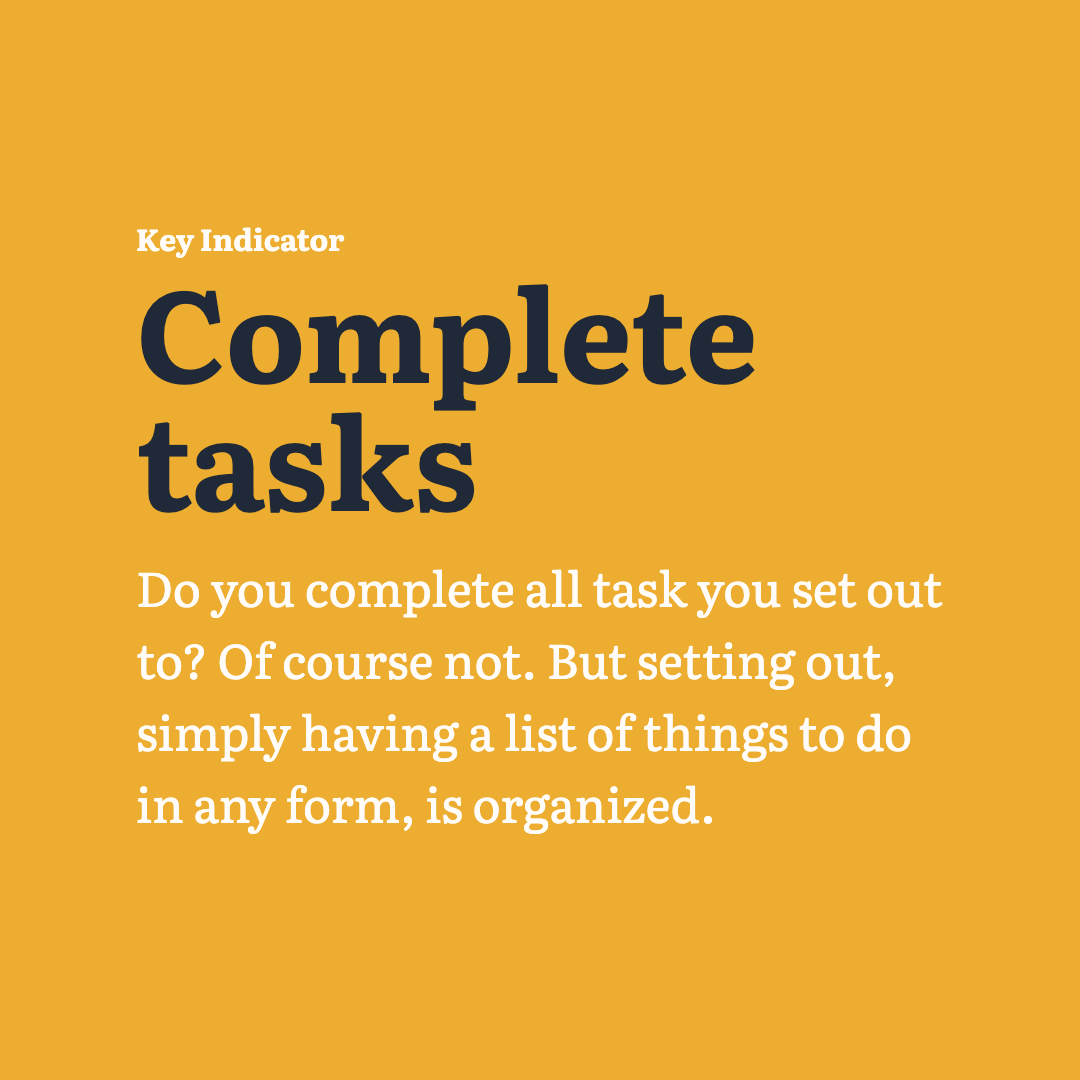 Key Indicator
Complete
tasks
Do you complete all task you set out
to? Of course not. But setting out,
simply having a list of things to do
in any form, is organized.